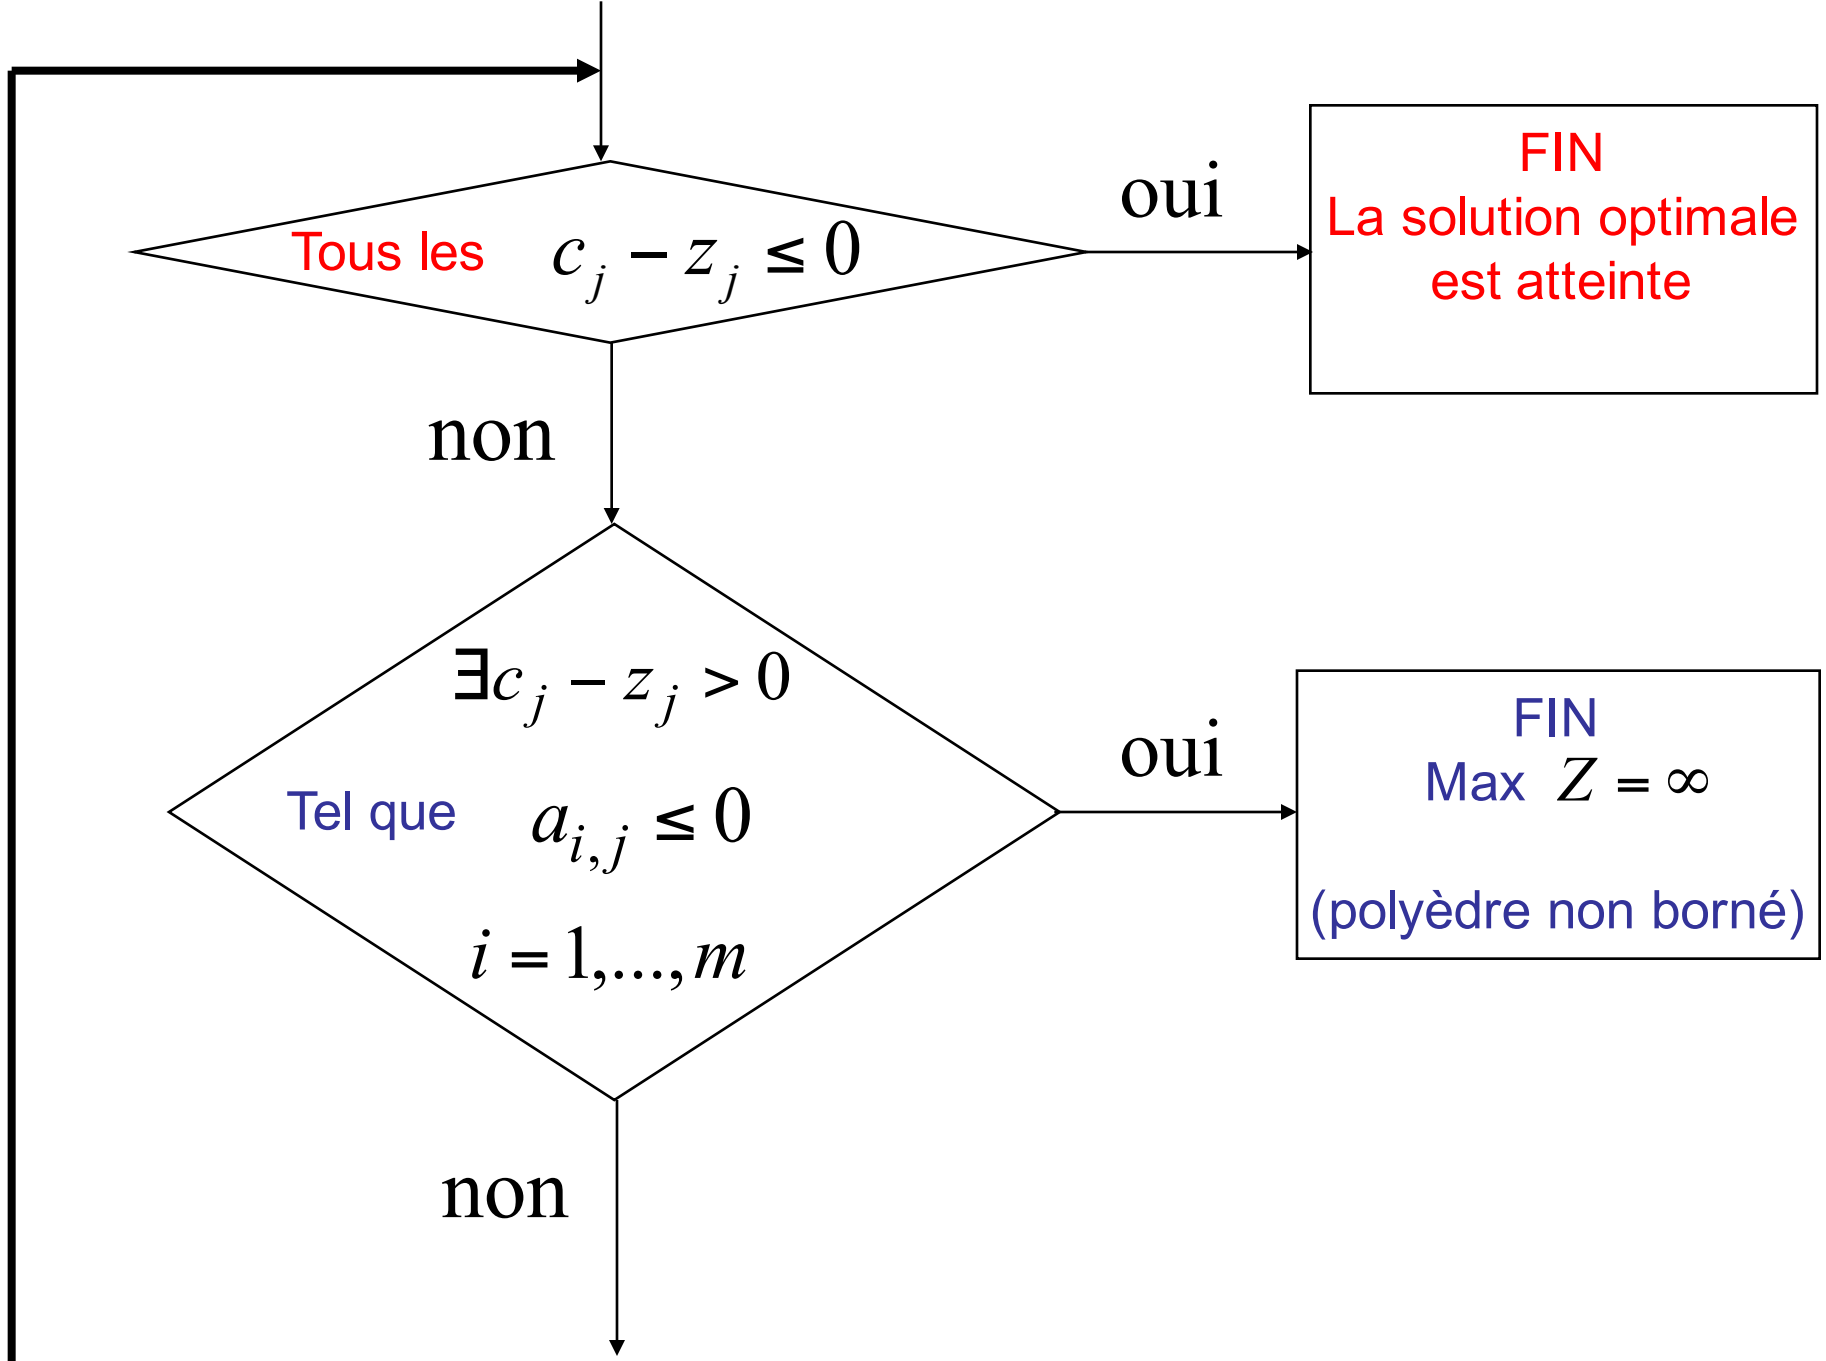 oui
FIN
La solution optimale
est atteinte
Tous les c_j − z_j ≤ 0
non
∃c_j − z_j > 0
Tel que a_{i,j} ≤ 0
i = 1,...,m
oui
FIN
Max Z = ∞
(polyèdre non borné)
non